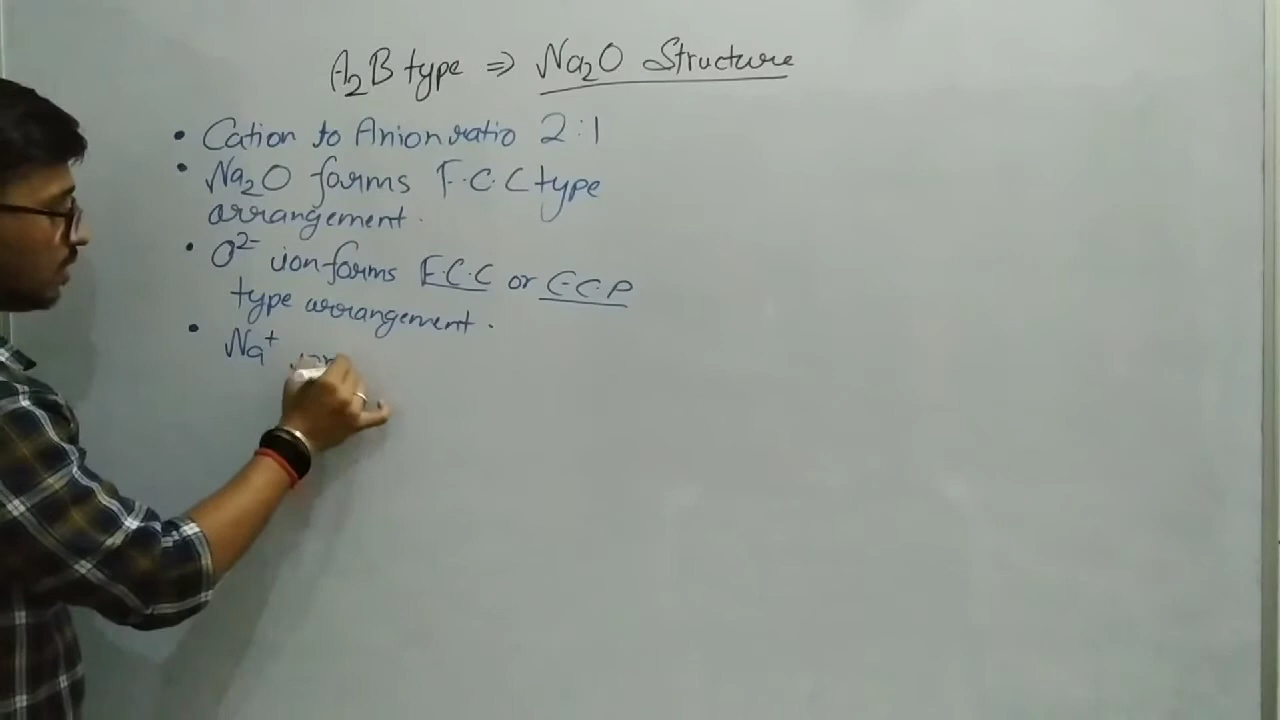 A₂B type ⇒ Na₂O Structure
• Cation to Anion ratio 2:1
• Na₂O forms F.C.C type
arrangement.
• O²⁻ ion forms F.C.C or C.C.P
type arrangement.
• Na⁺